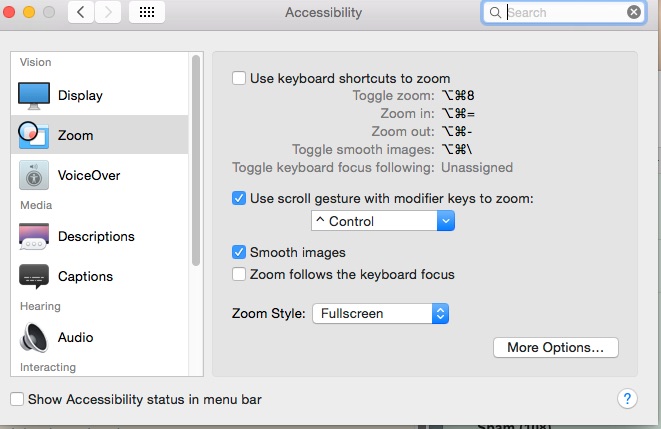 Accessibility
Search
Vision
Display
Zoom
VoiceOver
Media
Descriptions
Captions
Hearing
Audio
Interacting
Use keyboard shortcuts to zoom
Toggle zoom: ⌥⌘8
Zoom in: ⌥⌘=
Zoom out: ⌥⌘-
Toggle smooth images: ⌥⌘\
Toggle keyboard focus following: Unassigned
Use scroll gesture with modifier keys to zoom:
^ Control
Smooth images
Zoom follows the keyboard focus
Zoom Style: Fullscreen
More Options...
Show Accessibility status in menu bar
?